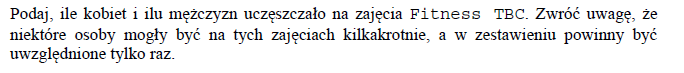 Podaj, ile kobiet i ilu mężczyzn uczęszczało na zajęcia Fitness TBC. Zwróć uwagę, że
niektóre osoby mogły być na tych zajęciach kilkakrotnie, a w zestawieniu powinny być
uwzględnione tylko raz.